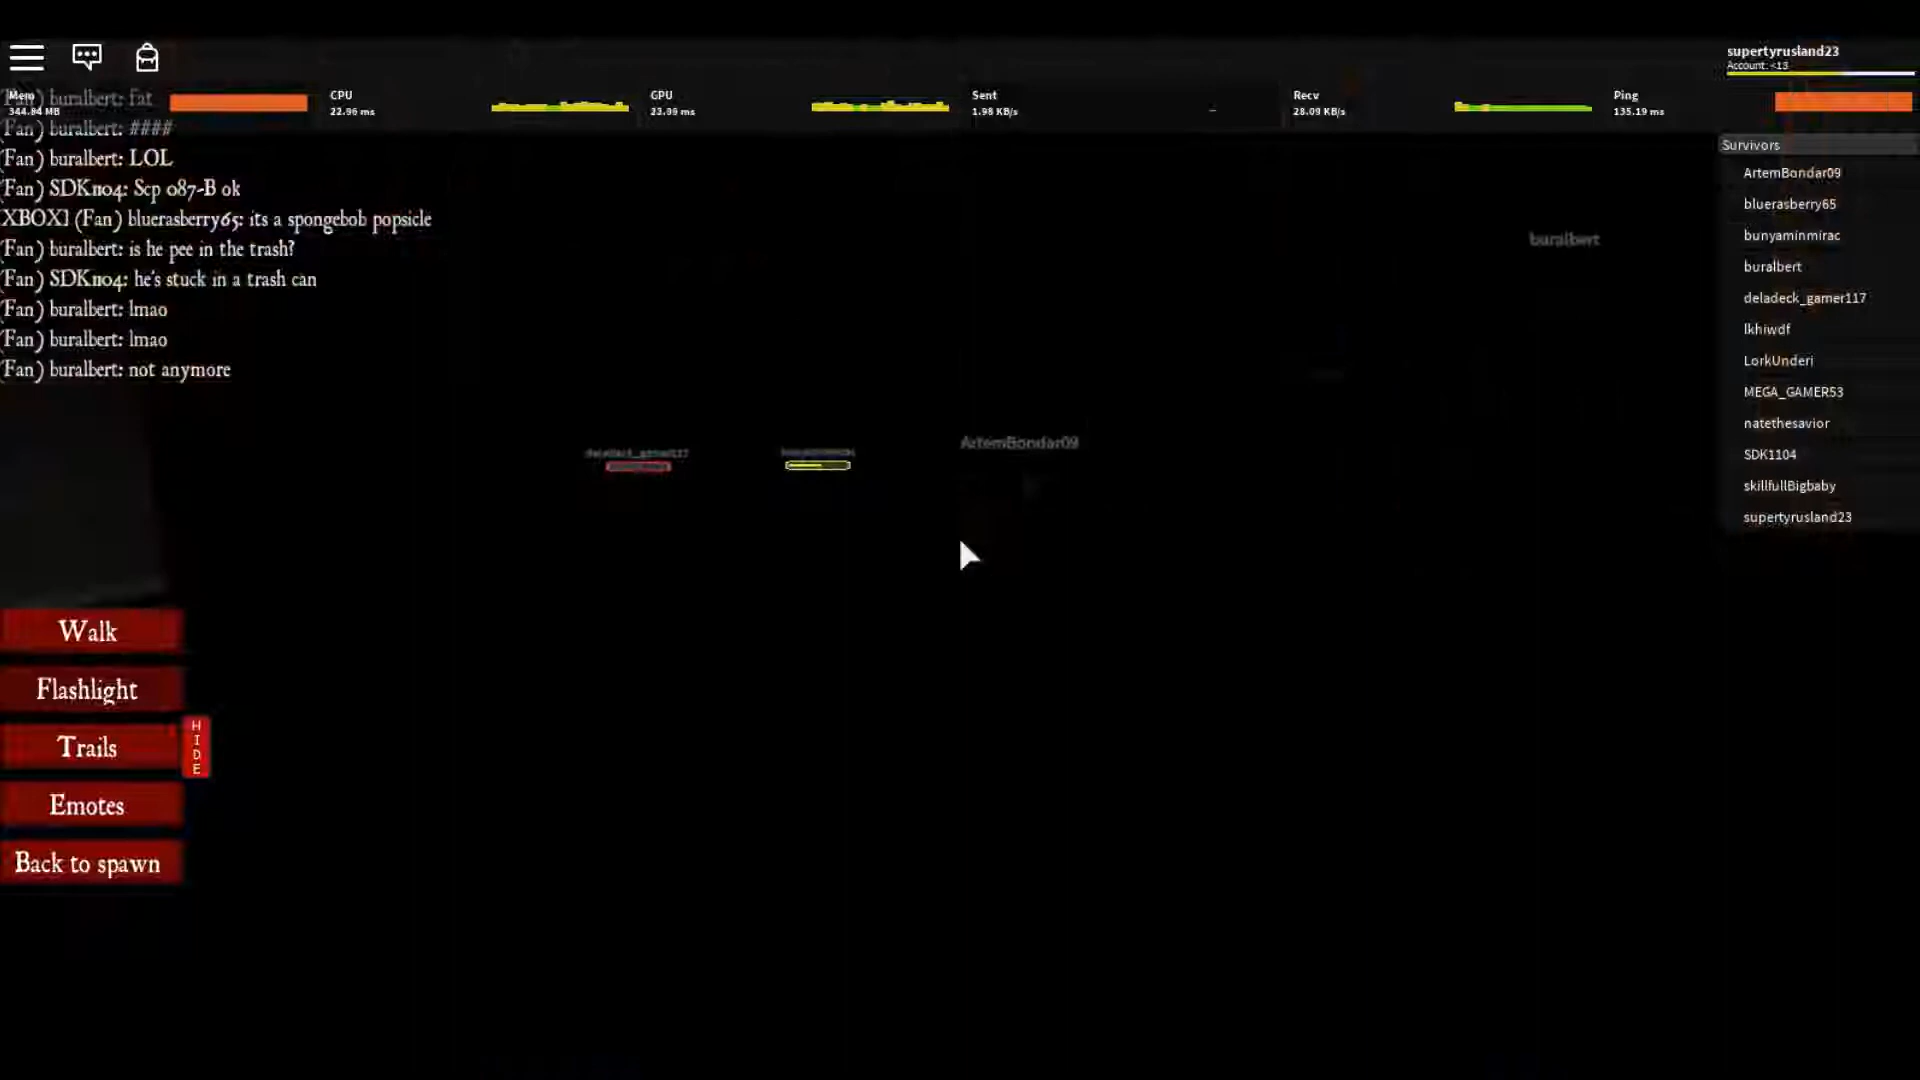 supertyrusland23
Account: <13
Mem
344.84 MB
CPU
22.96 ms
GPU
23.99 ms
Sent
1.98 KB/s
Recv
28.09 KB/s
Ping
135.19 ms
(Fan) buralbert: fat
(Fan) buralbert: ####
(Fan) buralbert: LOL
(Fan) SDK1104: Scp 087-B ok
XBOX] (Fan) bluerasberry65: its a spongebob popsicle
(Fan) buralbert: is he pee in the trash?
(Fan) SDK1104: he's stuck in a trash can
(Fan) buralbert: lmao
(Fan) buralbert: lmao
(Fan) buralbert: not anymore
Survivors
ArtemBondar09
bluerasberry65
bunyaminmirac
buralbert
deladeck_gamer117
lkhiwdf
LorkUnderi
MEGA_GAMER53
natethesavior
SDK1104
skillfullBigbaby
supertyrusland23
buralbert
ArtemBondar09
deladeck_gamer117
Walk
Flashlight
Trails
HIDE
Emotes
Back to spawn